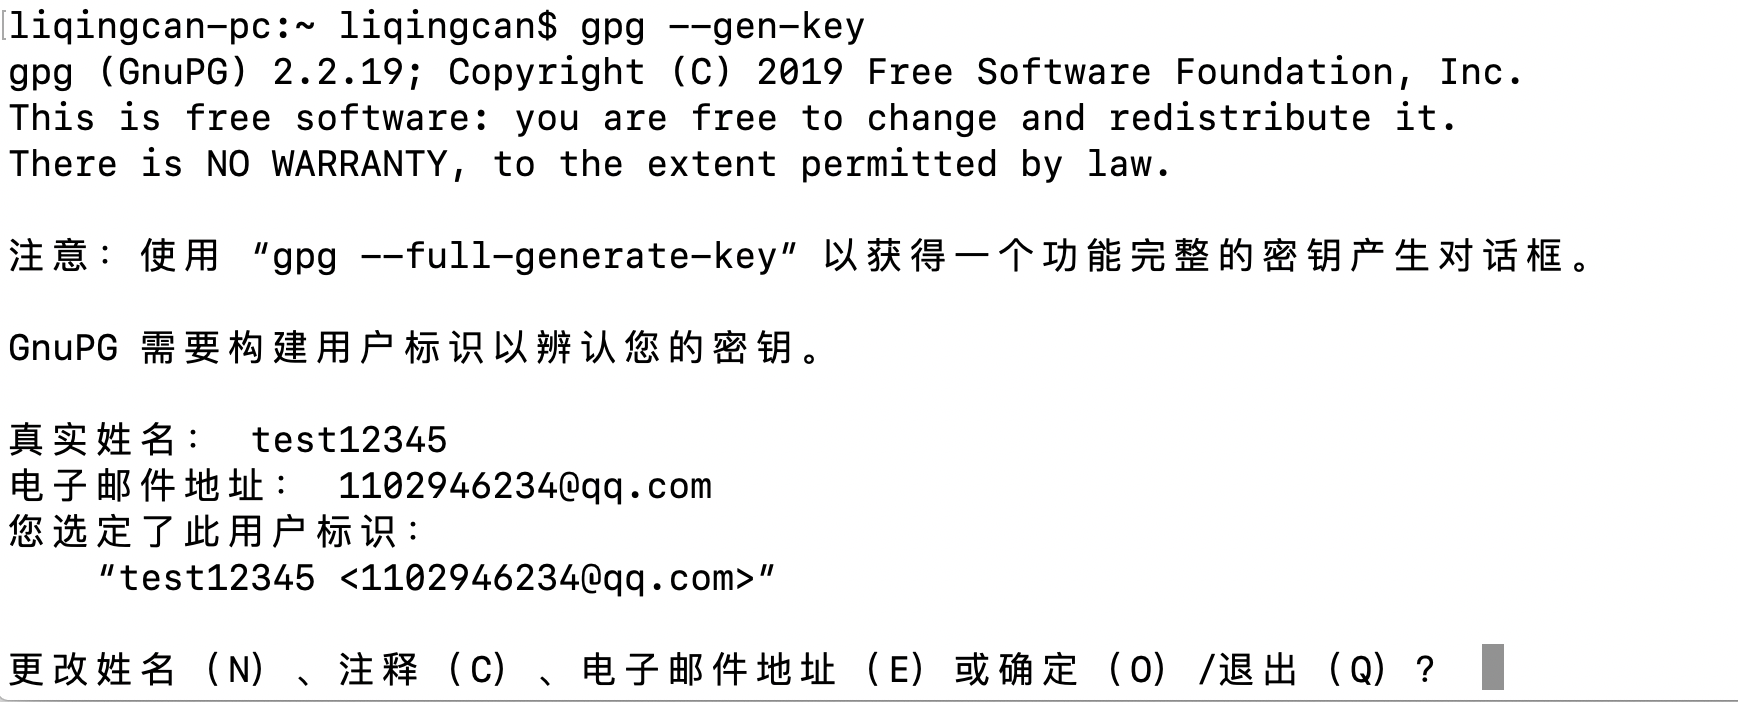 liqingcan-pc:~ liqingcan$ gpg --gen-key
gpg (GnuPG) 2.2.19; Copyright (C) 2019 Free Software Foundation, Inc.
This is free software: you are free to change and redistribute it.
There is NO WARRANTY, to the extent permitted by law.
注意：使用 “gpg --full-generate-key” 以获得一个功能完整的密钥产生对话框。
GnuPG 需要构建用户标识以辨认您的密钥。
真实姓名： test12345
电子邮件地址： 1102946234@qq.com
您选定了此用户标识：
“test12345 <1102946234@qq.com>”
更改姓名（N）、注释（C）、电子邮件地址（E）或确定（O）/退出（Q）？